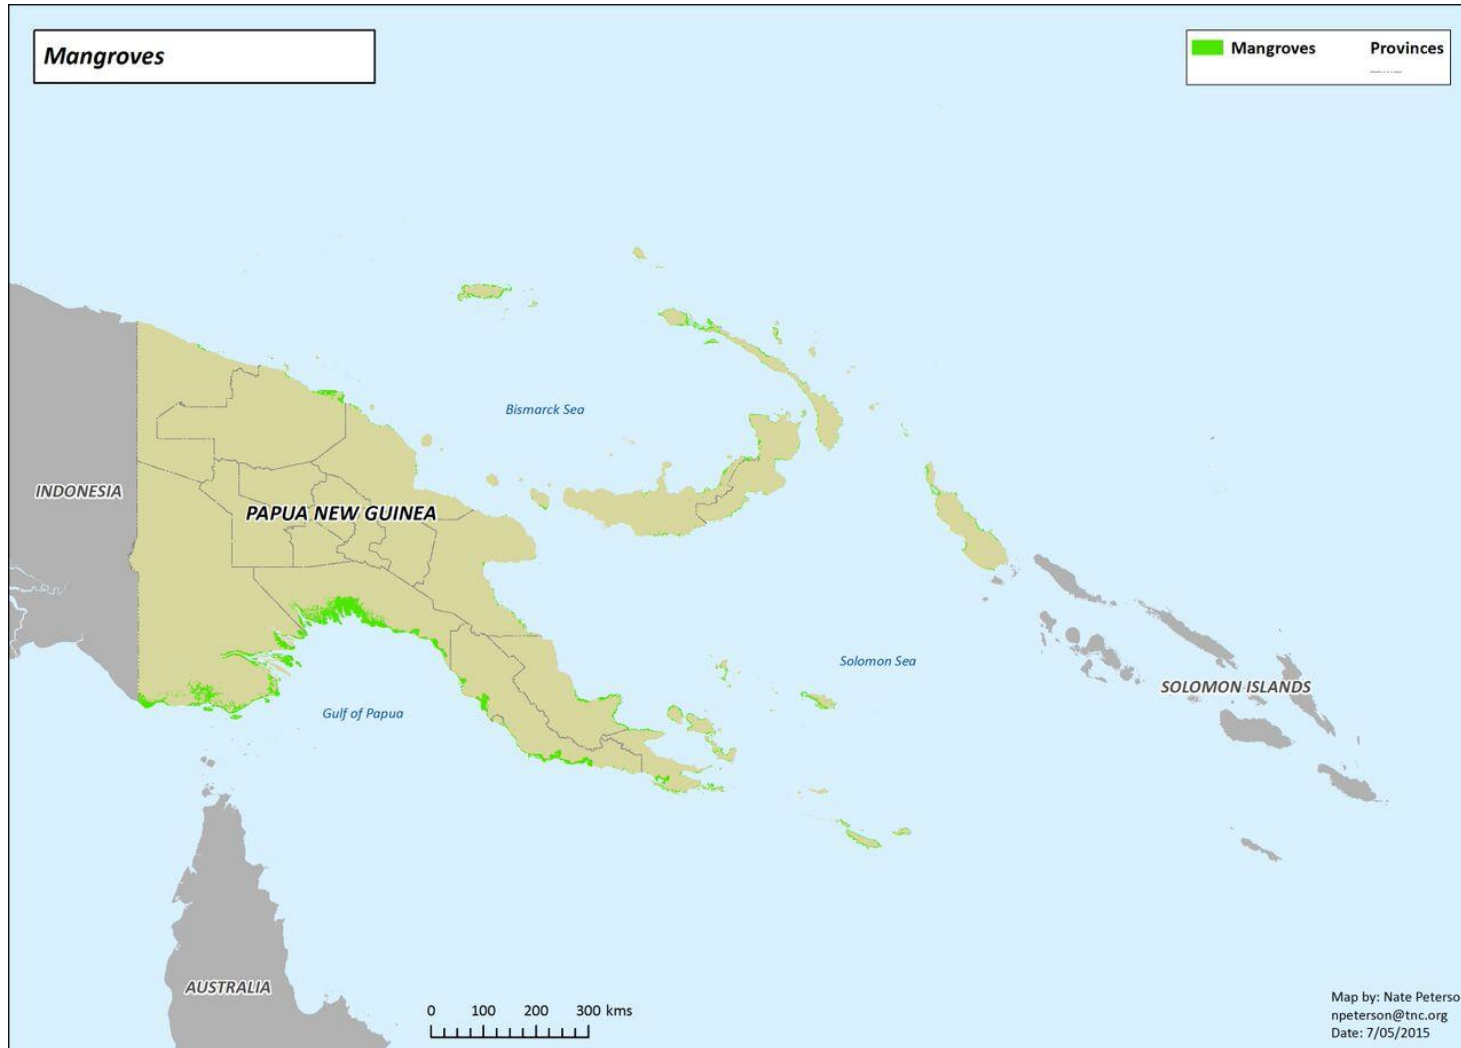 Mangroves
Mangroves Provinces
Bismarck Sea
INDONESIA
PAPUA NEW GUINEA
Solomon Sea
SOLOMON ISLANDS
Gulf of Papua
AUSTRALIA
0 100 200 300 kms
Map by: Nate Peterso
npeterson@tnc.org
Date: 7/05/2015